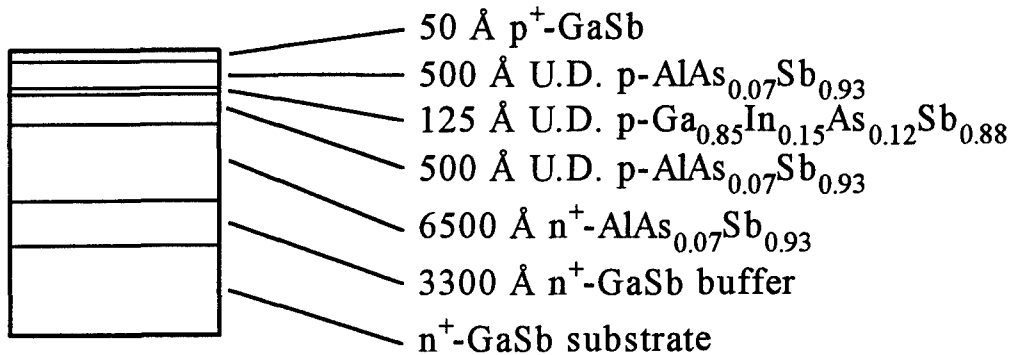 50 Å p⁺-GaSb
500 Å U.D. p-AlAs₀.₀₇Sb₀.₉₃
125 Å U.D. p-Ga₀.₈₅In₀.₁₅As₀.₁₂Sb₀.₈₈
500 Å U.D. p-AlAs₀.₀₇Sb₀.₉₃
6500 Å n⁺-AlAs₀.₀₇Sb₀.₉₃
3300 Å n⁺-GaSb buffer
n⁺-GaSb substrate